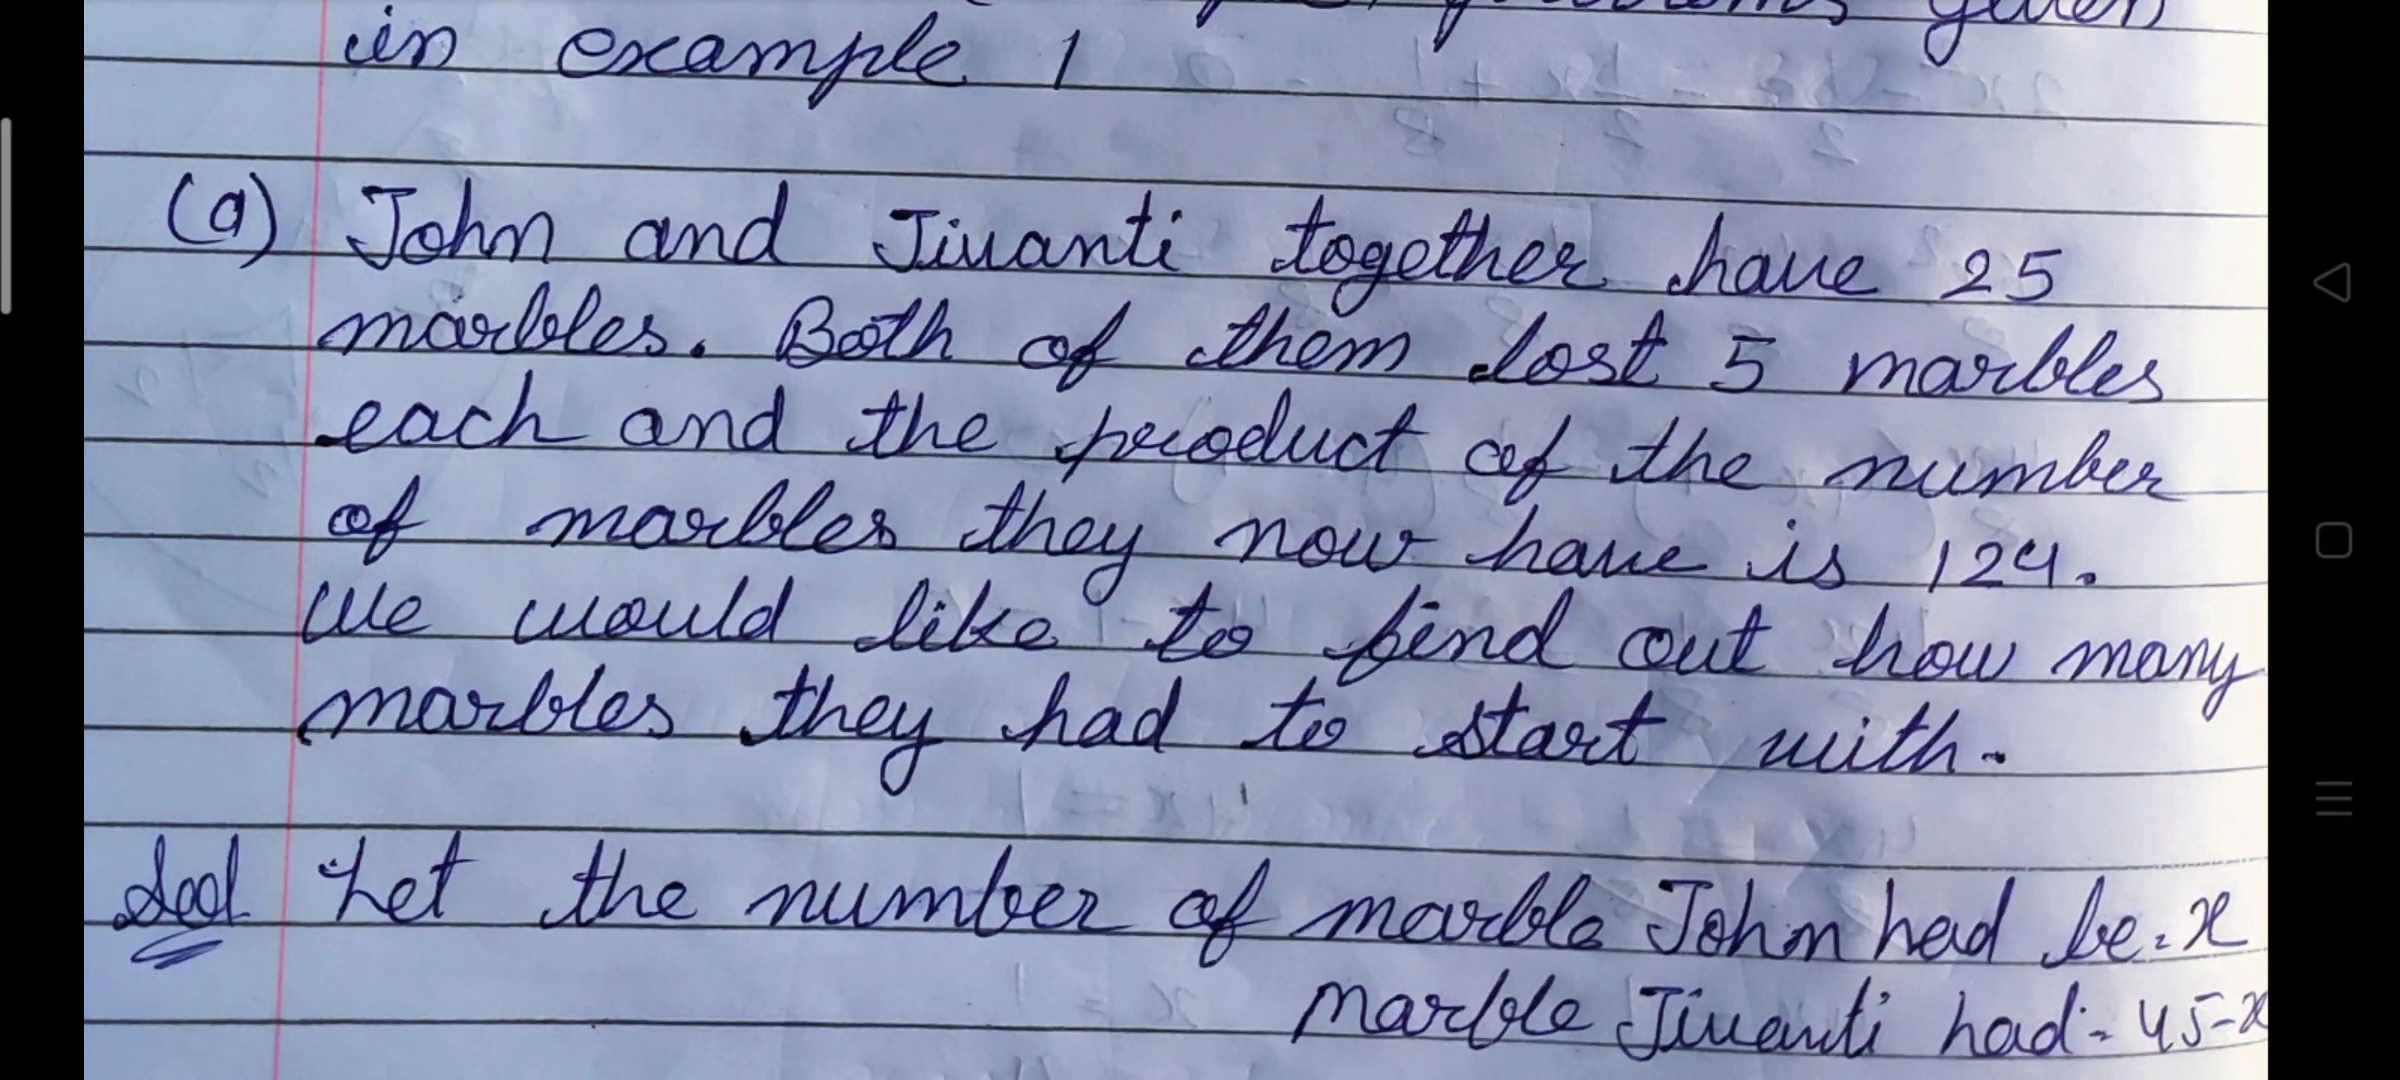 in example 1
(a) John and Jivanti together have 25
marbles. Both of them lost 5 marbles
each and the product of the number
of marbles they now have is 124.
We would like to find out how many
marbles they had to start with.
Sol Let the number of marble John had be = x
Marble Jivanti had = 45-x